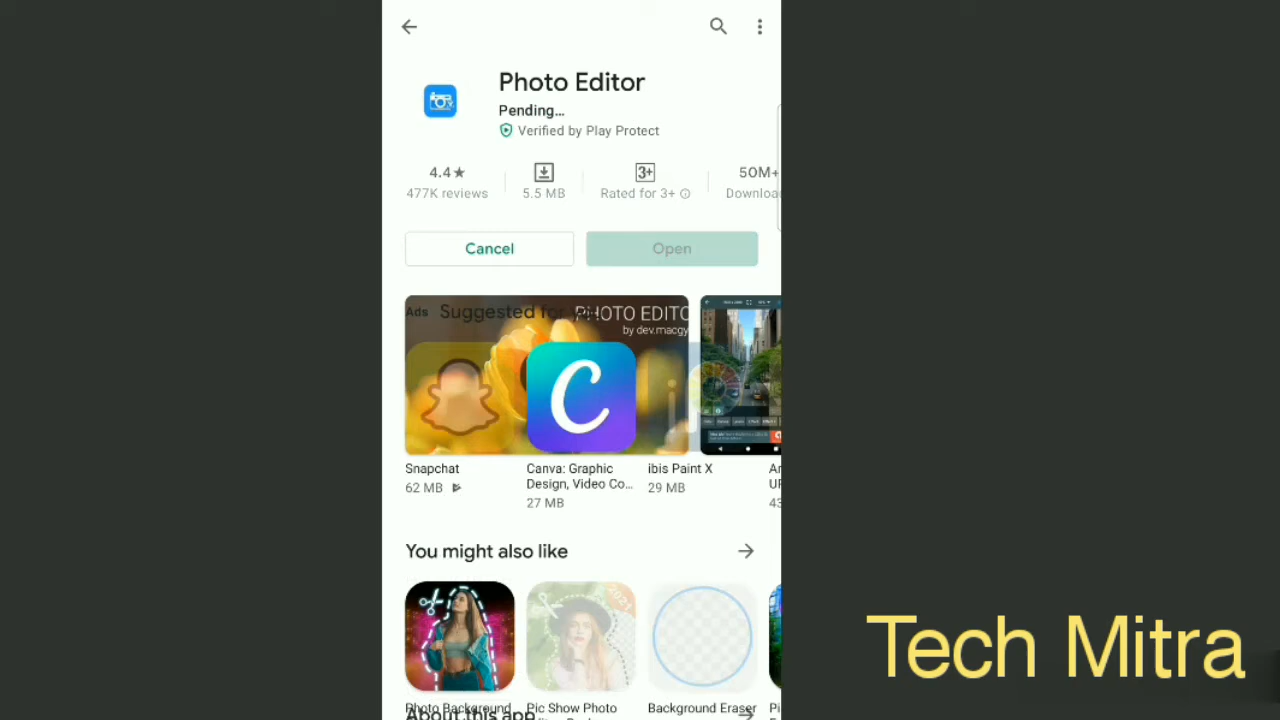 Photo Editor
Pending...
Verified by Play Protect
4.4★
477K reviews
5.5 MB
3+
Rated for 3+
50M+
Downloa
Cancel
Open
Ads
Suggested for
PHOTO EDITO
by dev.macgy
C
Snapchat
62 MB
Canva: Graphic
Design, Video Co...
27 MB
ibis Paint X
29 MB
You might also like
2021
Photo Background
Pic Show Photo
Background Eraser
About this app
Tech Mitra